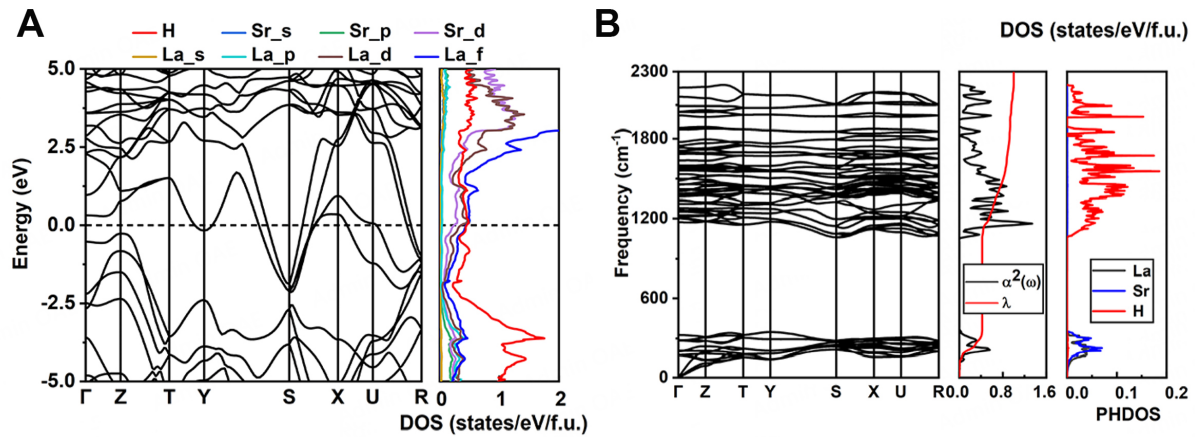 A
H Sr_s Sr_p Sr_d
La_s La_p La_d La_f
Energy (eV)
5.0
2.5
0.0
-2.5
-5.0
Γ Z T Y S X U R
0 1 2
DOS (states/eV/f.u.)
B
DOS (states/eV/f.u.)
Frequency (cm⁻¹)
2300
1800
1200
600
0
Γ Z T Y S X U R
α²(ω)
λ
0.0 0.8 1.6
La
Sr
H
0.0 0.1 0.2
PHDOS